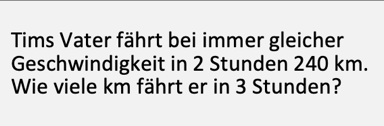 Tims Vater fährt bei immer gleicher
Geschwindigkeit in 2 Stunden 240 km.
Wie viele km fährt er in 3 Stunden?